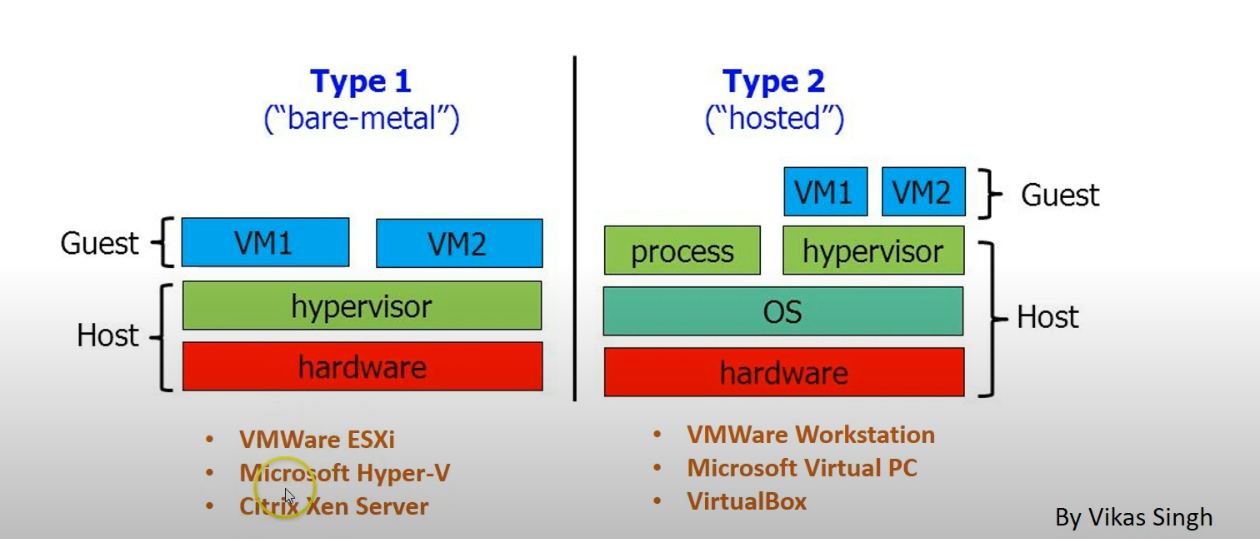 Type 1
("bare-metal")
Guest
VM1
VM2
Host
hypervisor
hardware
• VMWare ESXi
• Microsoft Hyper-V
• Citrix Xen Server
Type 2
("hosted")
VM1
VM2
Guest
process
hypervisor
OS
Host
hardware
• VMWare Workstation
• Microsoft Virtual PC
• VirtualBox
By Vikas Singh